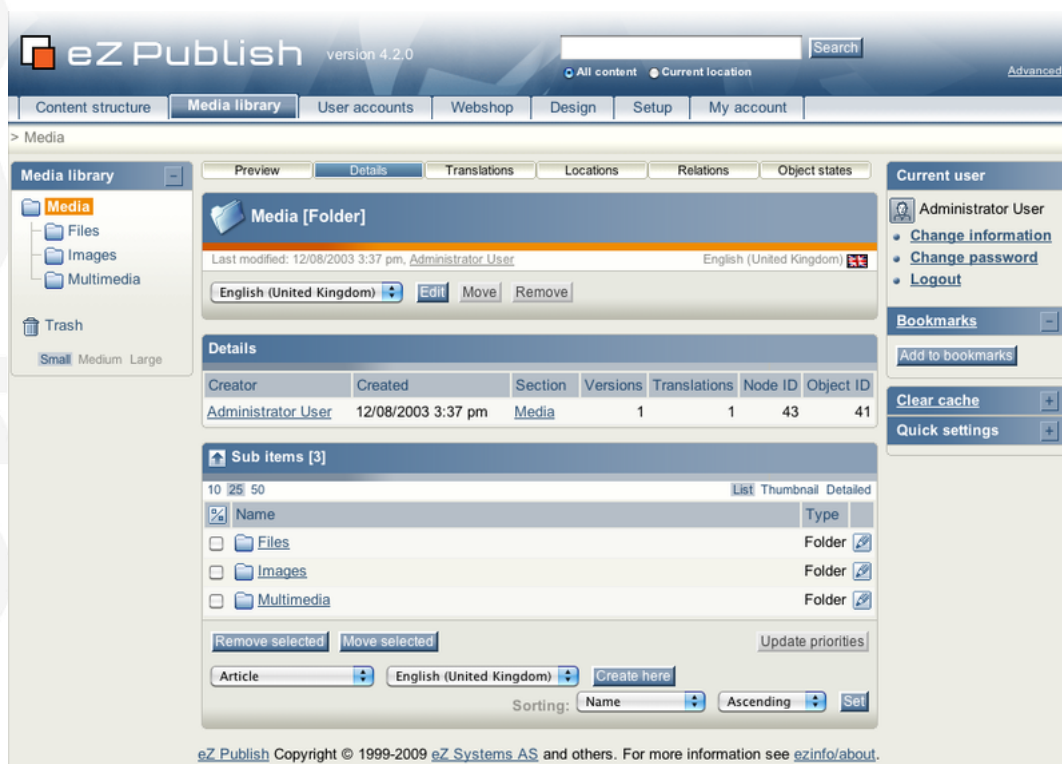 eZ Publish version 4.2.0
Search
All content Current location
Advanced
Content structure Media library User accounts Webshop Design Setup My account
> Media
Media library -
Media
Files
Images
Multimedia
Trash
Small Medium Large
Preview Details Translations Locations Relations Object states
Media [Folder]
Last modified: 12/08/2003 3:37 pm, Administrator User English (United Kingdom)
English (United Kingdom) Edit Move Remove
Details
Creator Created Section Versions Translations Node ID Object ID
Administrator User 12/08/2003 3:37 pm Media 1 1 43 41
Sub items [3]
10 25 50 List Thumbnail Detailed
Name Type
Files Folder
Images Folder
Multimedia Folder
Remove selected Move selected Update priorities
Article English (United Kingdom) Create here
Sorting: Name Ascending Set
Current user
Administrator User
Change information
Change password
Logout
Bookmarks -
Add to bookmarks
Clear cache +
Quick settings +
eZ Publish Copyright © 1999-2009 eZ Systems AS and others. For more information see ezinfo/about.